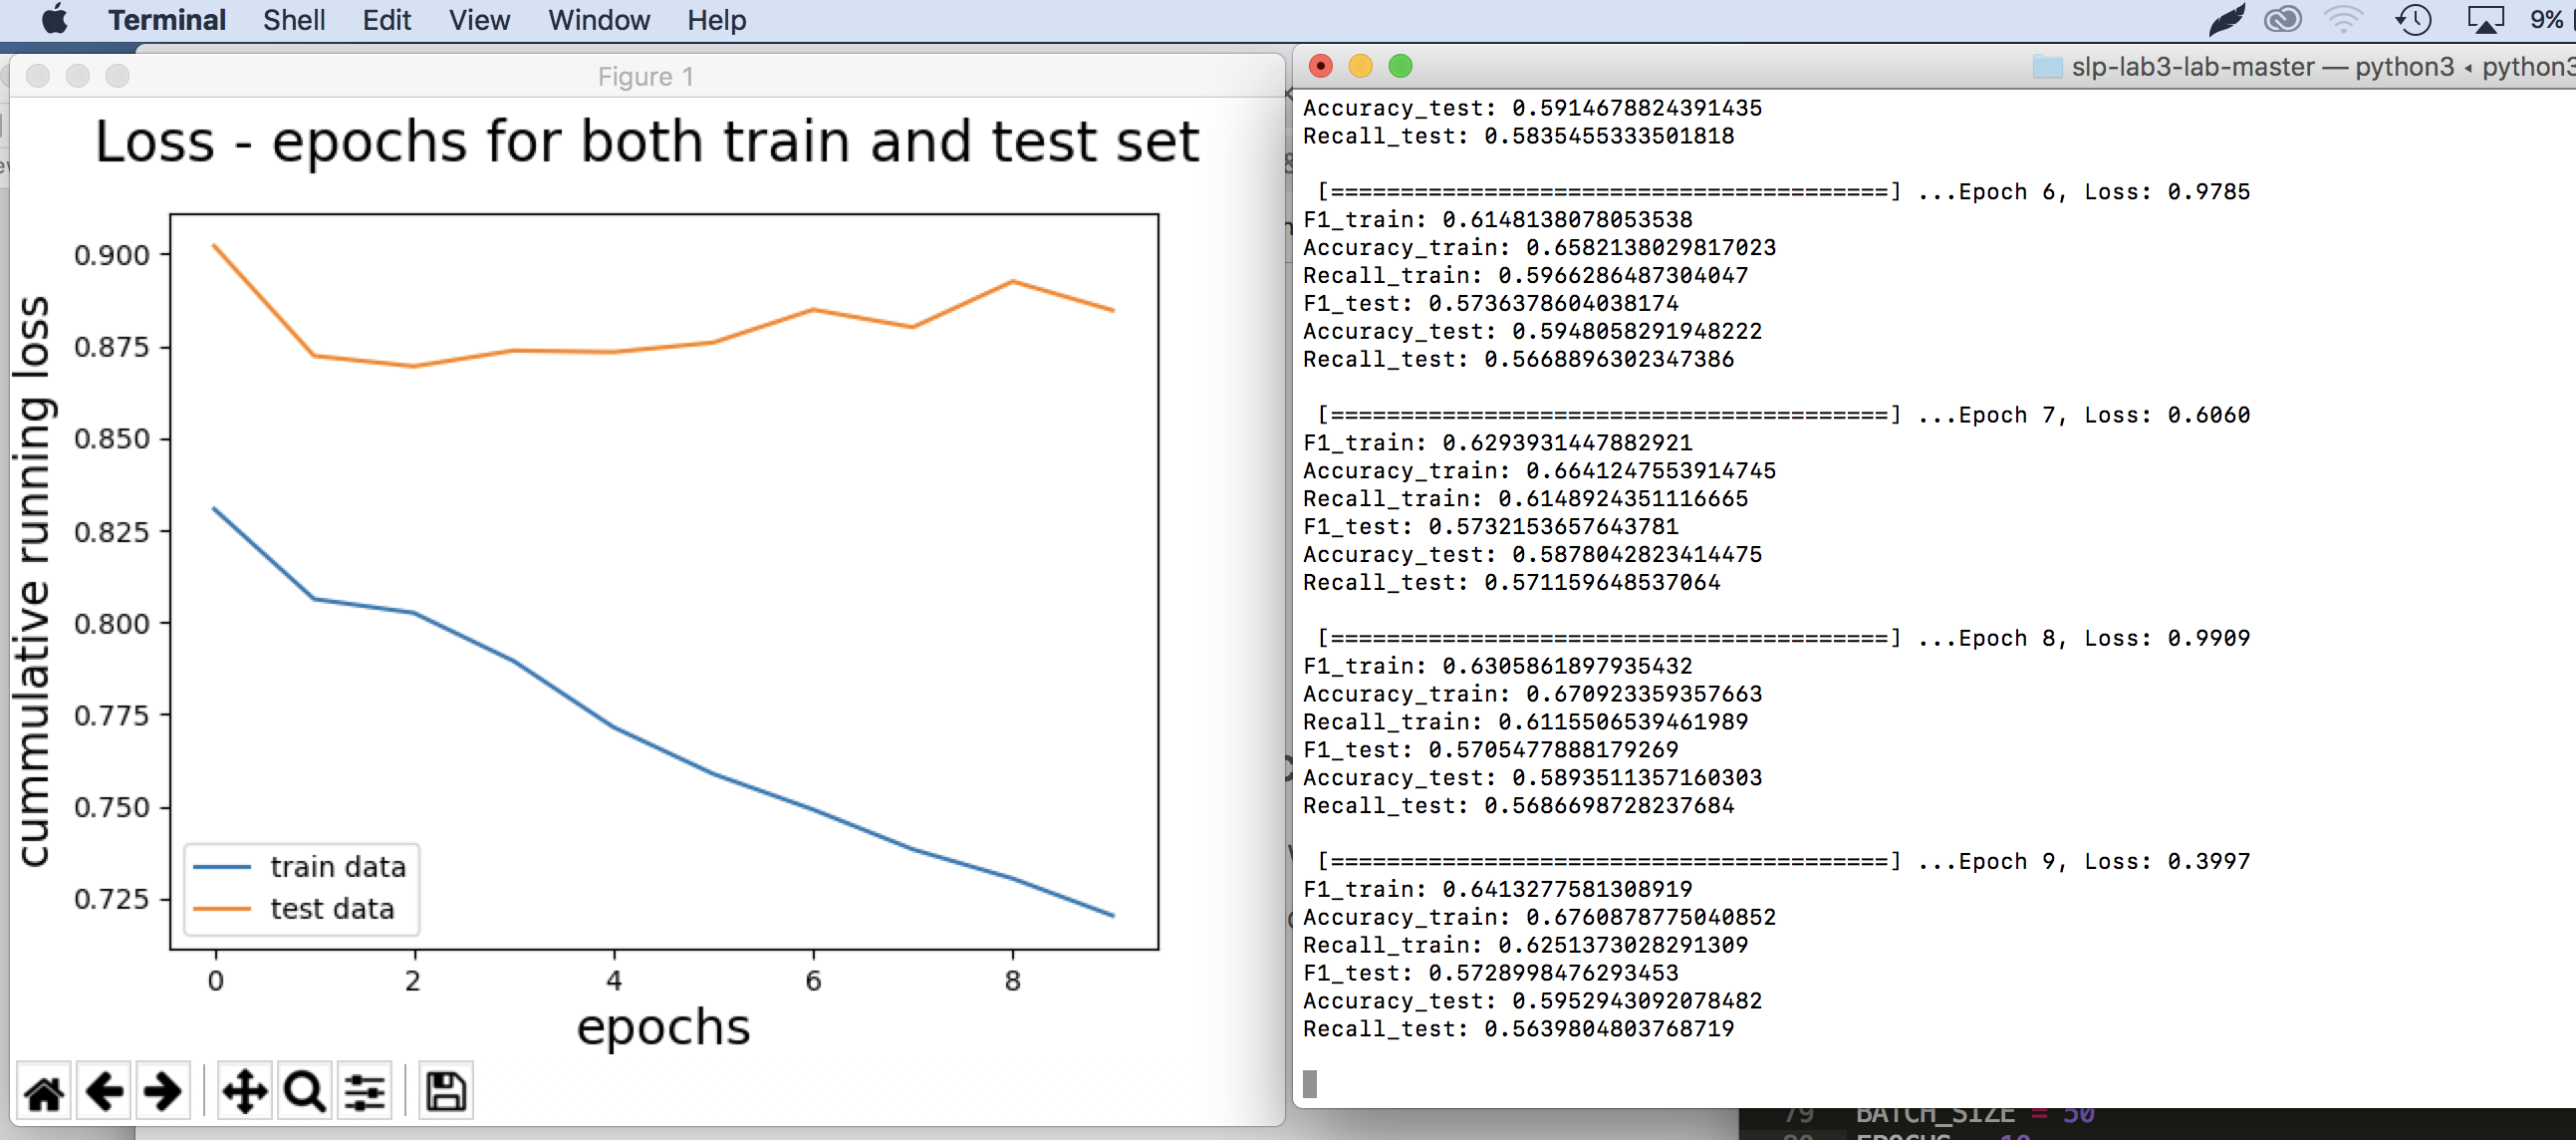 Terminal Shell Edit View Window Help 9%
Figure 1
Loss - epochs for both train and test set
cummulative running loss
0.900
0.875
0.850
0.825
0.800
0.775
0.750
0.725
train data
test data
0 2 4 6 8
epochs
slp-lab3-lab-master — python3 ◂ python3
Accuracy_test: 0.5914678824391435
Recall_test: 0.5835455333501818
[========================================] ...Epoch 6, Loss: 0.9785
F1_train: 0.6148138078053538
Accuracy_train: 0.6582138029817023
Recall_train: 0.5966286487304047
F1_test: 0.5736378604038174
Accuracy_test: 0.5948058291948222
Recall_test: 0.5668896302347386
[========================================] ...Epoch 7, Loss: 0.6060
F1_train: 0.6293931447882921
Accuracy_train: 0.6641247553914745
Recall_train: 0.6148924351116665
F1_test: 0.5732153657643781
Accuracy_test: 0.5878042823414475
Recall_test: 0.571159648537064
[========================================] ...Epoch 8, Loss: 0.9909
F1_train: 0.6305861897935432
Accuracy_train: 0.670923359357663
Recall_train: 0.6115506539461989
F1_test: 0.5705477888179269
Accuracy_test: 0.5893511357160303
Recall_test: 0.5686698728237684
[========================================] ...Epoch 9, Loss: 0.3997
F1_train: 0.6413277581308919
Accuracy_train: 0.6760878775040852
Recall_train: 0.6251373028291309
F1_test: 0.5728998476293453
Accuracy_test: 0.5952943092078482
Recall_test: 0.5639804803768719
79 BATCH_SIZE = 50